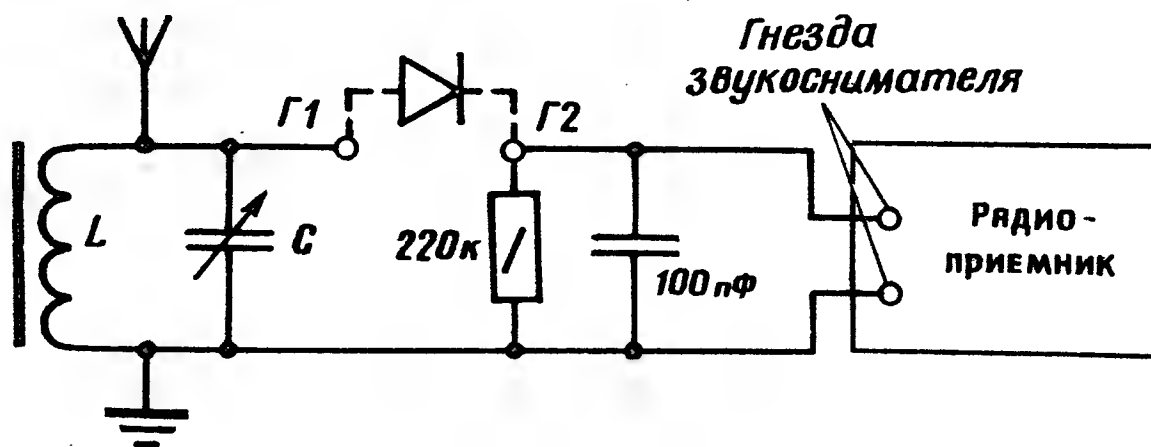 Гнезда
звукоснимателя
Г1
Г2
L
C
220к
100пФ
Радио-
приемник